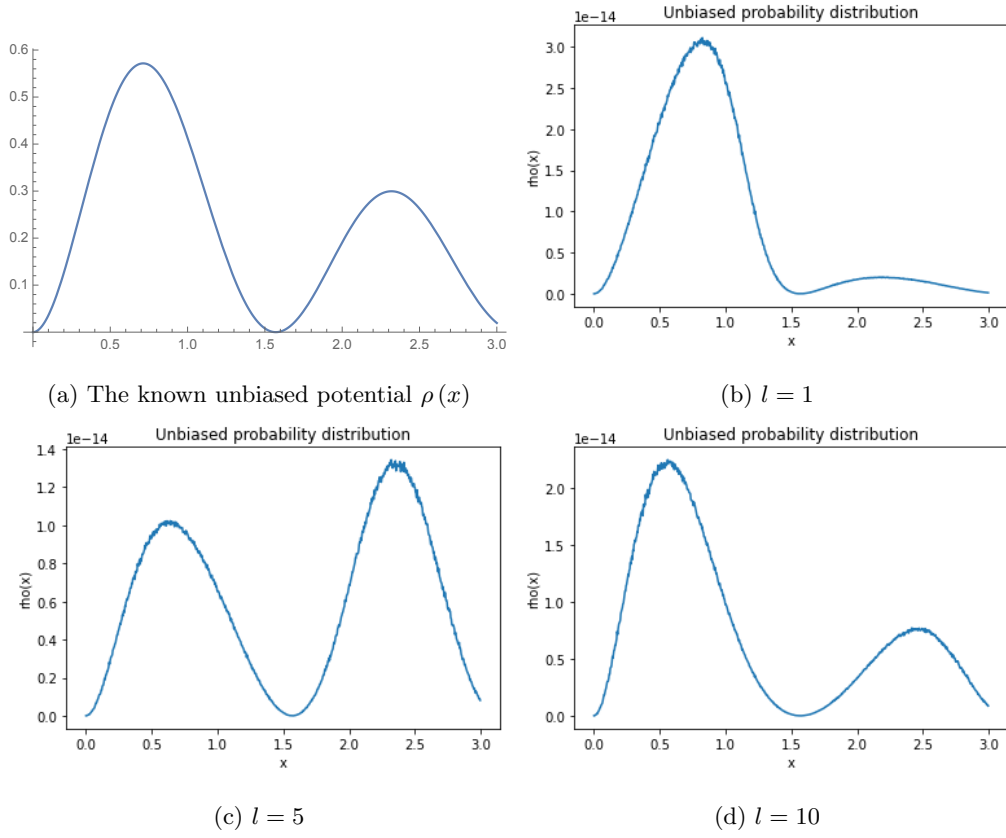 0.6
0.5
0.4
0.3
0.2
0.1
0.5 1.0 1.5 2.0 2.5 3.0
(a) The known unbiased potential ρ (x)
Unbiased probability distribution
1e−14
3.0
2.5
2.0
1.5
1.0
0.5
0.0
rho(x)
0.0 0.5 1.0 1.5 2.0 2.5 3.0
x
(b) l = 1
Unbiased probability distribution
1e−14
1.4
1.2
1.0
0.8
0.6
0.4
0.2
0.0
rho(x)
0.0 0.5 1.0 1.5 2.0 2.5 3.0
x
(c) l = 5
Unbiased probability distribution
1e−14
2.0
1.5
1.0
0.5
0.0
rho(x)
0.0 0.5 1.0 1.5 2.0 2.5 3.0
x
(d) l = 10